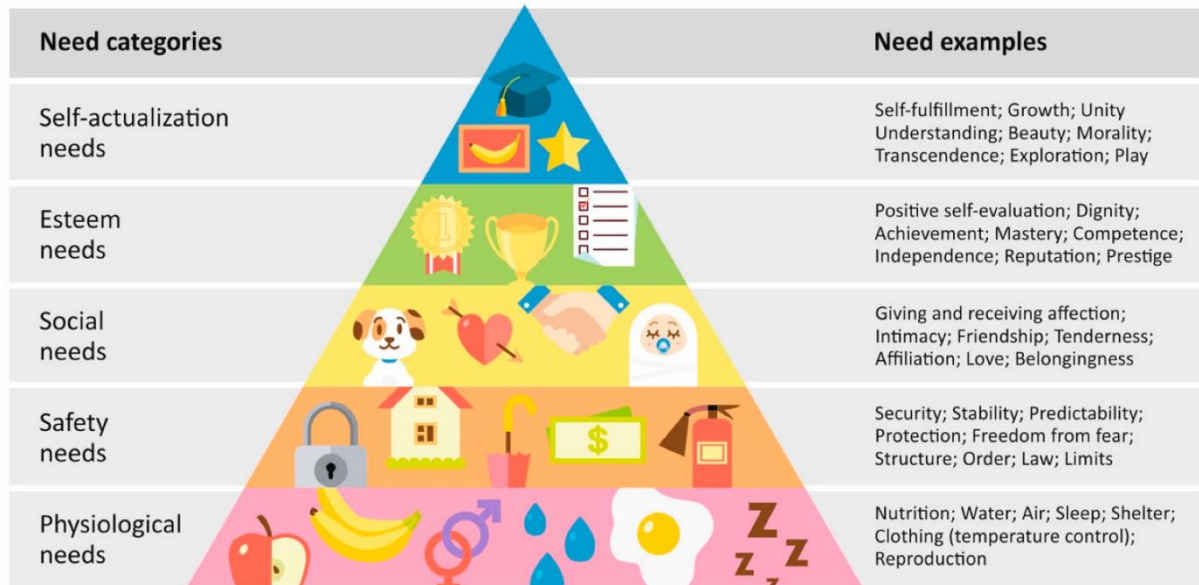 Need categories
Need examples
Self-actualization
needs
Self-fulfillment; Growth; Unity
Understanding; Beauty; Morality;
Transcendence; Exploration; Play
Esteem
needs
1
Positive self-evaluation; Dignity;
Achievement; Mastery; Competence;
Independence; Reputation; Prestige
Social
needs
Giving and receiving affection;
Intimacy; Friendship; Tenderness;
Affiliation; Love; Belongingness
Safety
needs
$
Security; Stability; Predictability;
Protection; Freedom from fear;
Structure; Order; Law; Limits
Physiological
needs
Z
Z
Z
Z
Nutrition; Water; Air; Sleep; Shelter;
Clothing (temperature control);
Reproduction